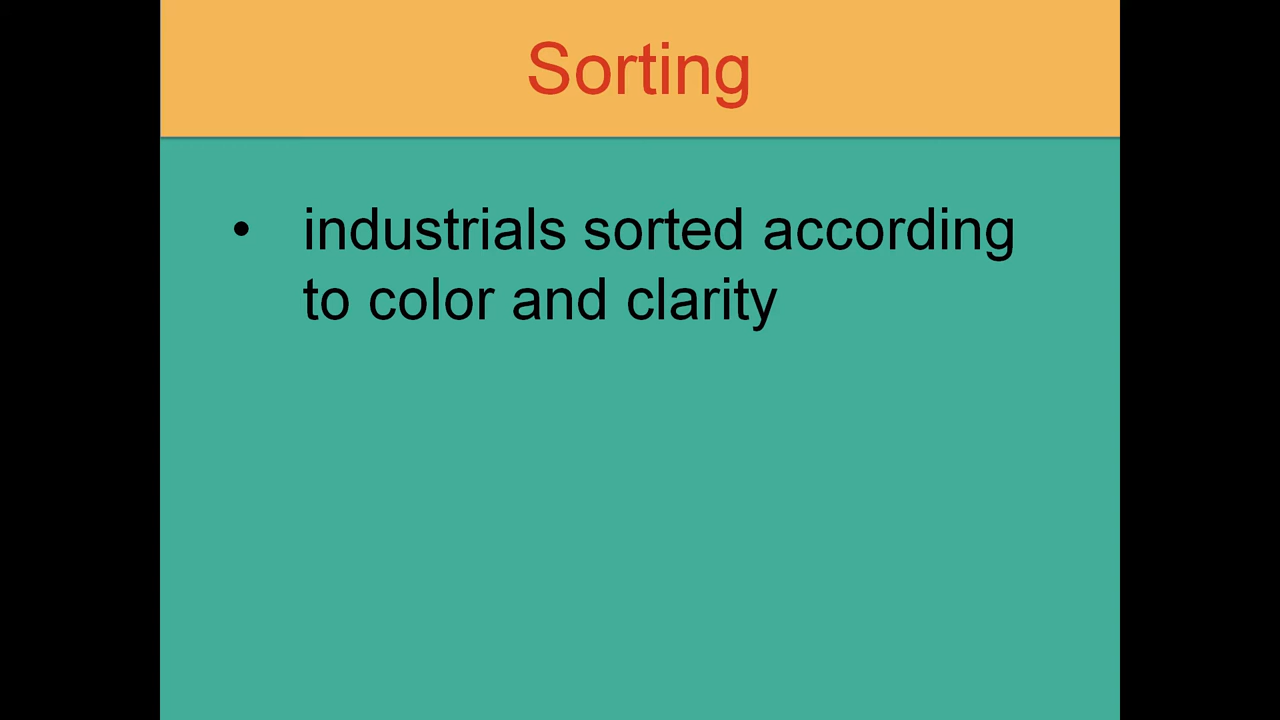 Sorting
• industrials sorted according
to color and clarity